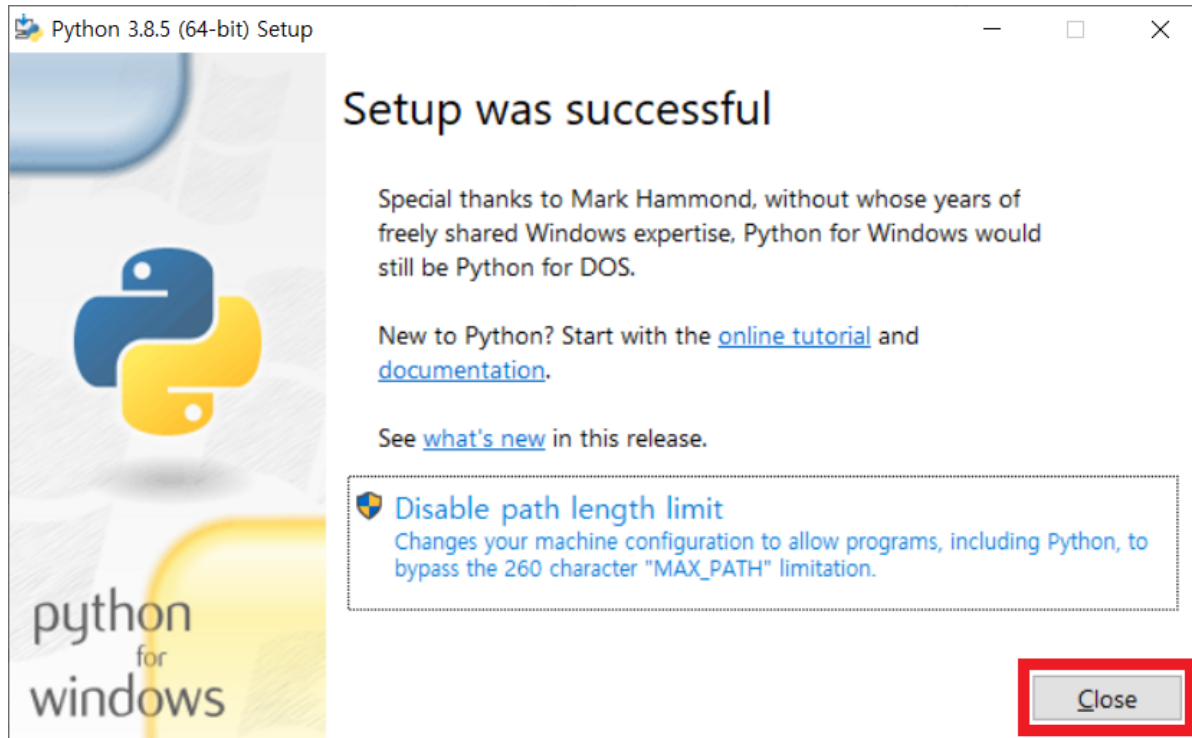 Python 3.8.5 (64-bit) Setup
Setup was successful
Special thanks to Mark Hammond, without whose years of
freely shared Windows expertise, Python for Windows would
still be Python for DOS.
New to Python? Start with the online tutorial and
documentation.
See what's new in this release.
Disable path length limit
Changes your machine configuration to allow programs, including Python, to
bypass the 260 character "MAX_PATH" limitation.
python
for
windows
Close